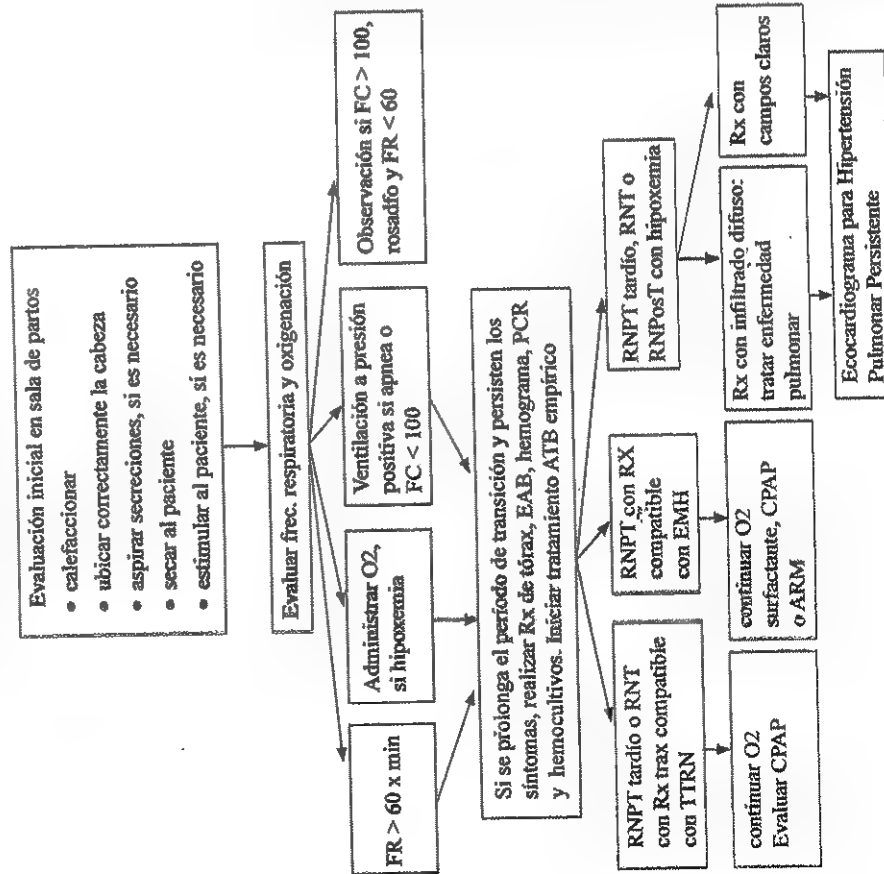 Evaluación inicial en sala de partos
• calefaccionar
• ubicar correctamente la cabeza
• aspirar secreciones, si es necesario
• secar al paciente
• estimular al paciente, sí es necesario
Evaluar frec. respiratoria y oxigenación
FR > 60 x min
Administrar O2,
si hipoxemia
Ventilación a presión
positiva si apnea o
FC < 100
Observación si FC > 100,
rosadfo y FR < 60
Si se prolonga el período de transición y persisten los
síntomas, realizar Rx de tórax, EAB, hemograma, PCR
y hemocultivos. Iniciar tratamiento ATB empírico
RNPT tardío o RNT
con Rx trax compatible
con TTRN
RNPT con RX
compatible
con EMH
RNPT tardío, RNT o
RNPosT con hipoxemia
continuar O2
Evaluar CPAP
continuar O2
surfactante, CPAP
o ARM
Rx con infiltrado difuso:
tratar enfermedad
pulmonar
Rx con
campos claros
Ecocardiograma para Hipertensión
Pulmonar Persistente